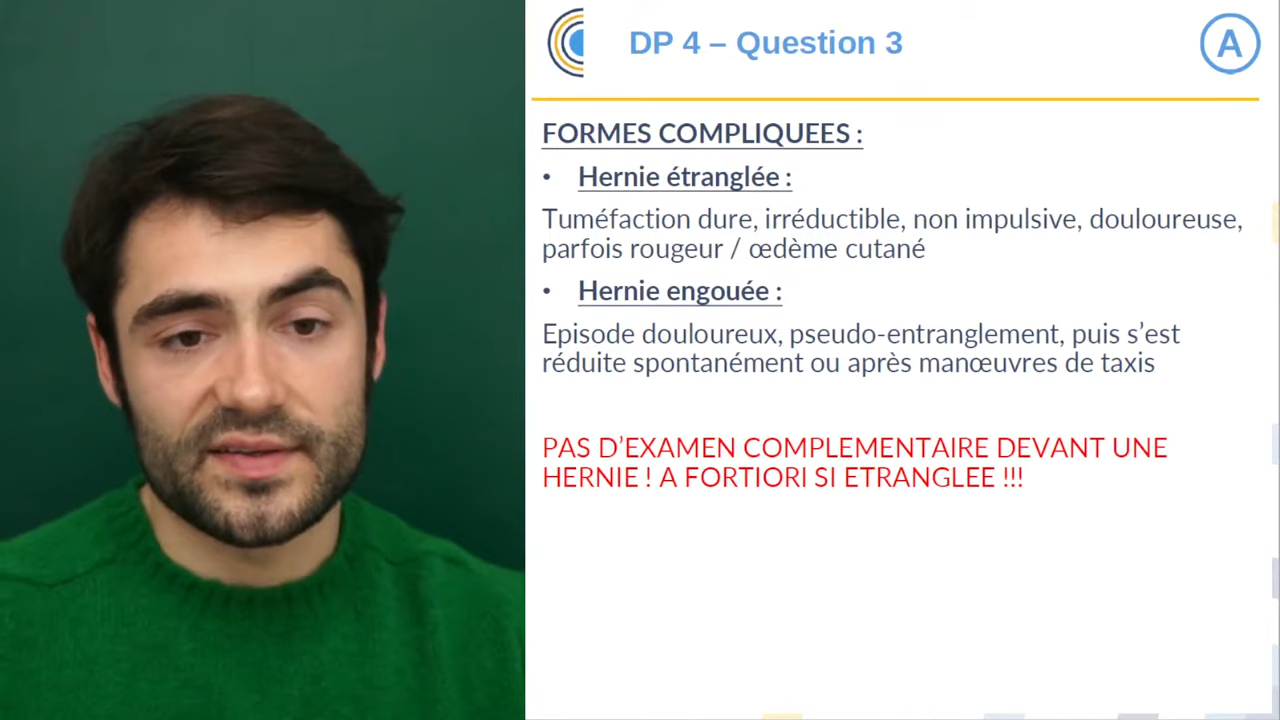 DP 4 – Question 3
A
FORMES COMPLIQUEES :
• Hernie étranglée :
Tuméfaction dure, irréductible, non impulsive, douloureuse,
parfois rougeur / œdème cutané
• Hernie engouée :
Episode douloureux, pseudo-entranglement, puis s’est
réduite spontanément ou après manœuvres de taxis
PAS D’EXAMEN COMPLEMENTAIRE DEVANT UNE
HERNIE ! A FORTIORI SI ETRANGLEE !!!